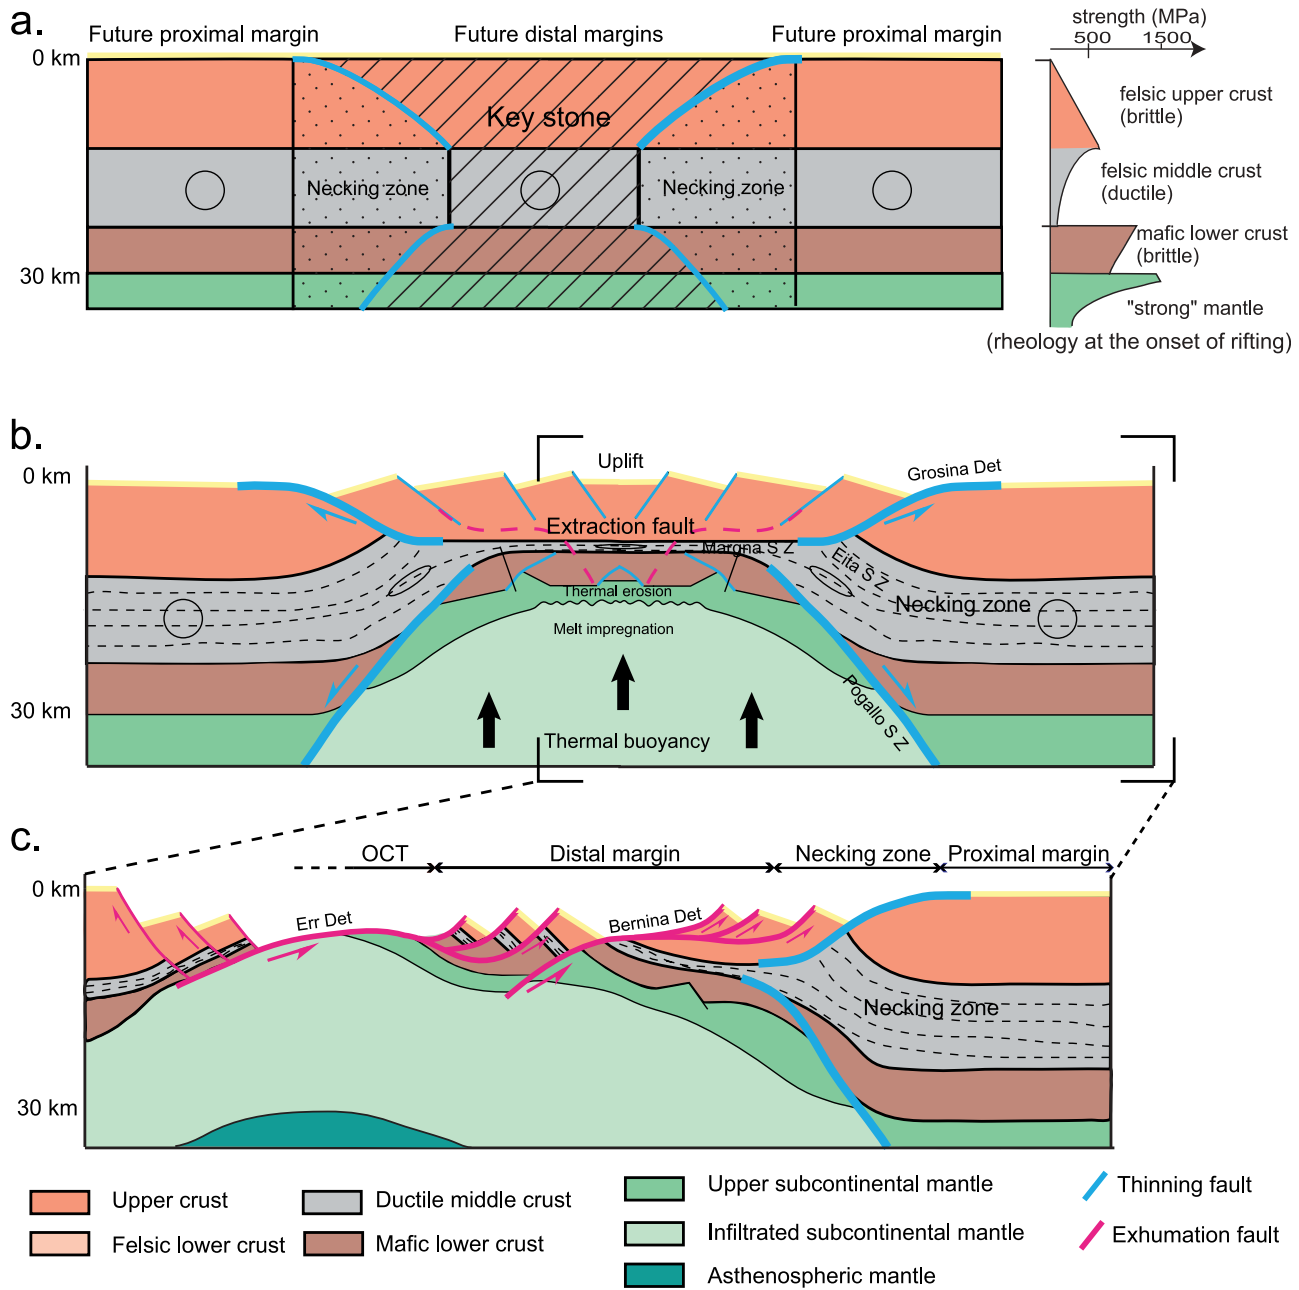 a.
Future proximal margin
Future distal margins
Future proximal margin
strength (MPa)
500
1500
0 km
Key stone
felsic upper crust
(brittle)
Necking zone
Necking zone
felsic middle crust
(ductile)
mafic lower crust
(brittle)
30 km
"strong" mantle
(rheology at the onset of rifting)
b.
0 km
Uplift
Grosina Det
Extraction fault
Margna S Z
Eita S Z
Thermal erosion
Necking zone
Melt impregnation
30 km
Pogallo S Z
Thermal buoyancy
c.
OCT
Distal margin
Necking zone
Proximal margin
0 km
Err Det
Bernina Det
Necking zone
30 km
Upper crust
Ductile middle crust
Upper subcontinental mantle
Thinning fault
Felsic lower crust
Mafic lower crust
Infiltrated subcontinental mantle
Exhumation fault
Asthenospheric mantle